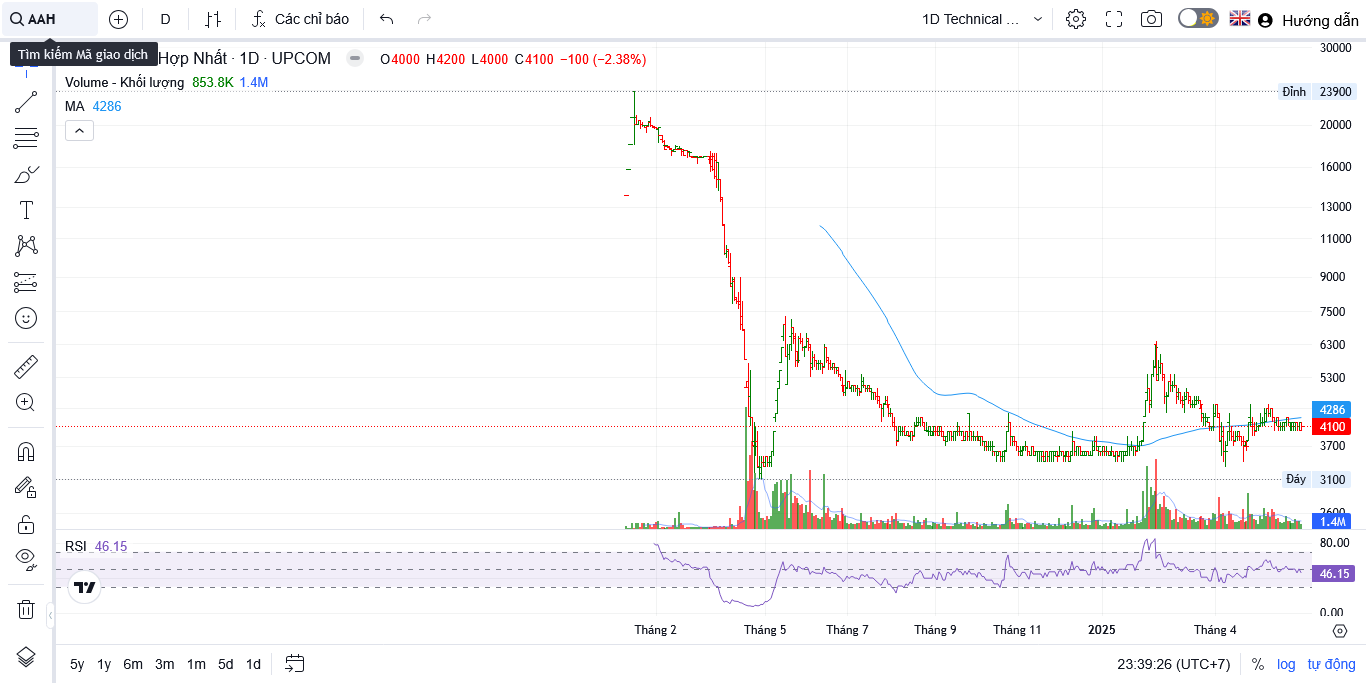 AAH
D
Các chỉ báo
1D Technical ...
Hướng dẫn
Tìm kiếm Mã giao dịch
Hợp Nhất · 1D · UPCOM
O4000 H4200 L4000 C4100 −100 (−2.38%)
Volume - Khối lượng 853.8K 1.4M
MA 4286
30000
Đỉnh 23900
20000
16000
13000
11000
9000
7500
6300
5300
4286
4100
3700
Đáy 3100
2600
1.4M
RSI 46.15
80.00
46.15
0.00
Tháng 2
Tháng 5
Tháng 7
Tháng 9
Tháng 11
2025
Tháng 4
5y 1y 6m 3m 1m 5d 1d
23:39:26 (UTC+7)
% log tự động